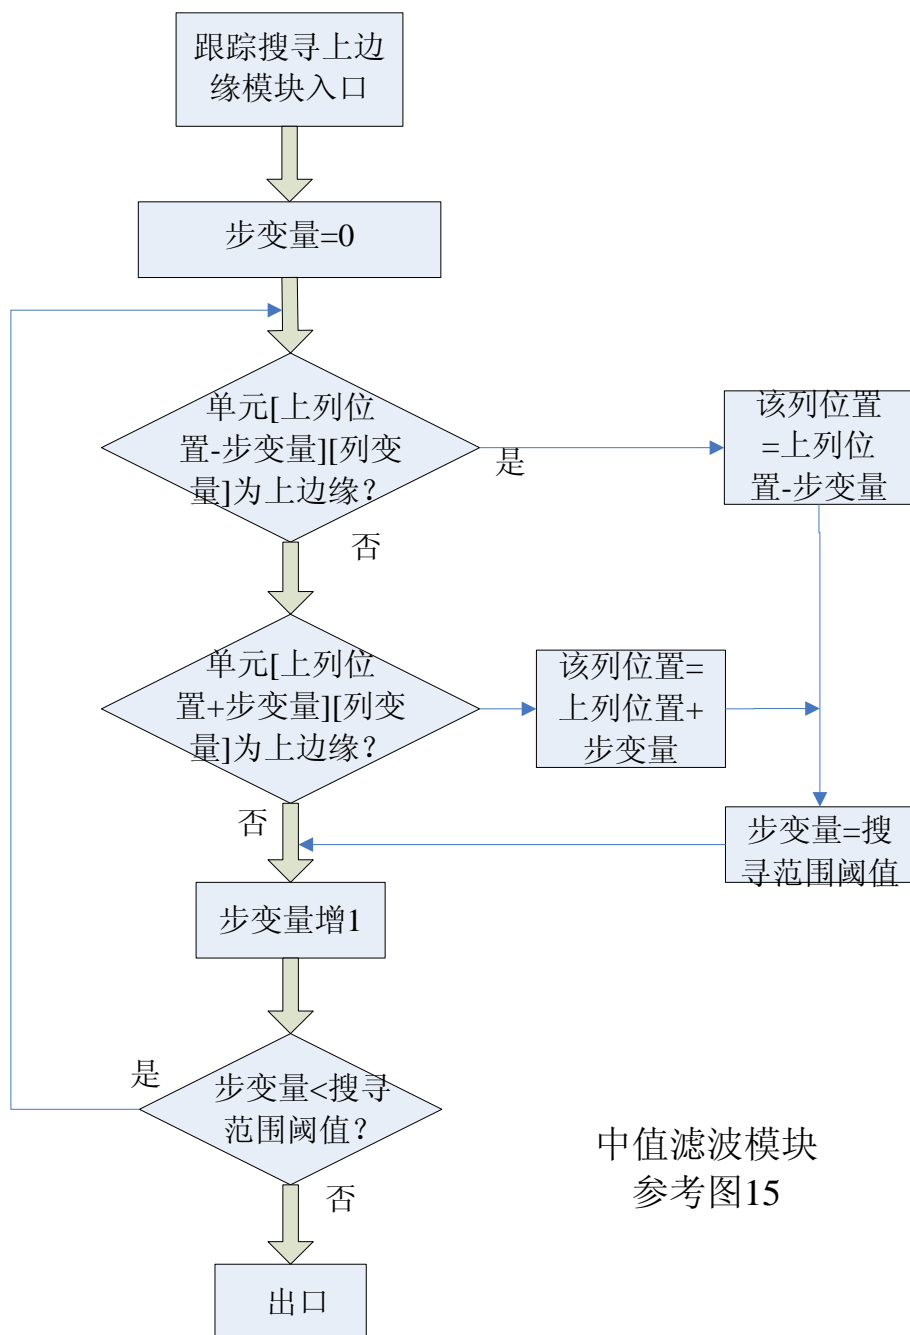 跟踪搜寻上边
缘模块入口
步变量=0
单元[上列位
置-步变量][列变
量]为上边缘？
是
该列位置
=上列位
置-步变量
否
单元[上列位
置+步变量][列变
量]为上边缘？
该列位置=
上列位置+
步变量
否
步变量=搜
寻范围阈值
步变量增1
是
步变量<搜寻
范围阈值？
否
出口
中值滤波模块
参考图15